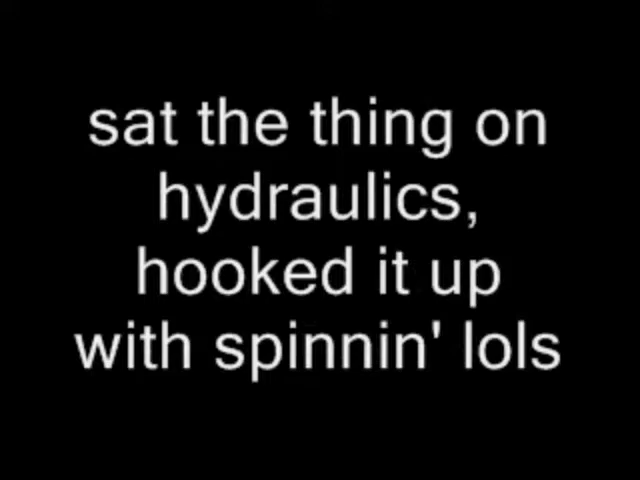 sat the thing on
hydraulics,
hooked it up
with spinnin' lols